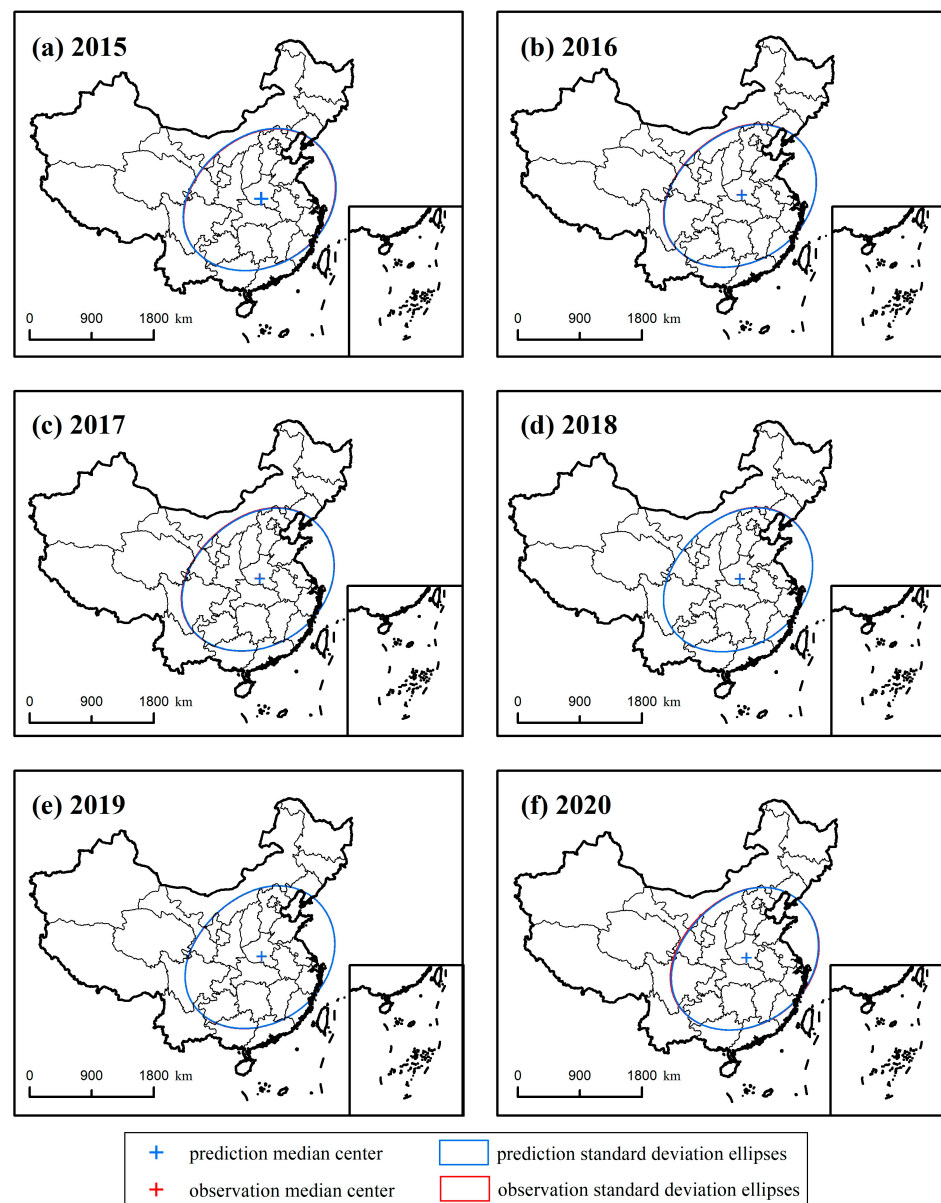 (a) 2015
0 900 1800 km
(b) 2016
0 900 1800 km
(c) 2017
0 900 1800 km
(d) 2018
0 900 1800 km
(e) 2019
0 900 1800 km
(f) 2020
0 900 1800 km
prediction median center prediction standard deviation ellipses
observation median center observation standard deviation ellipses